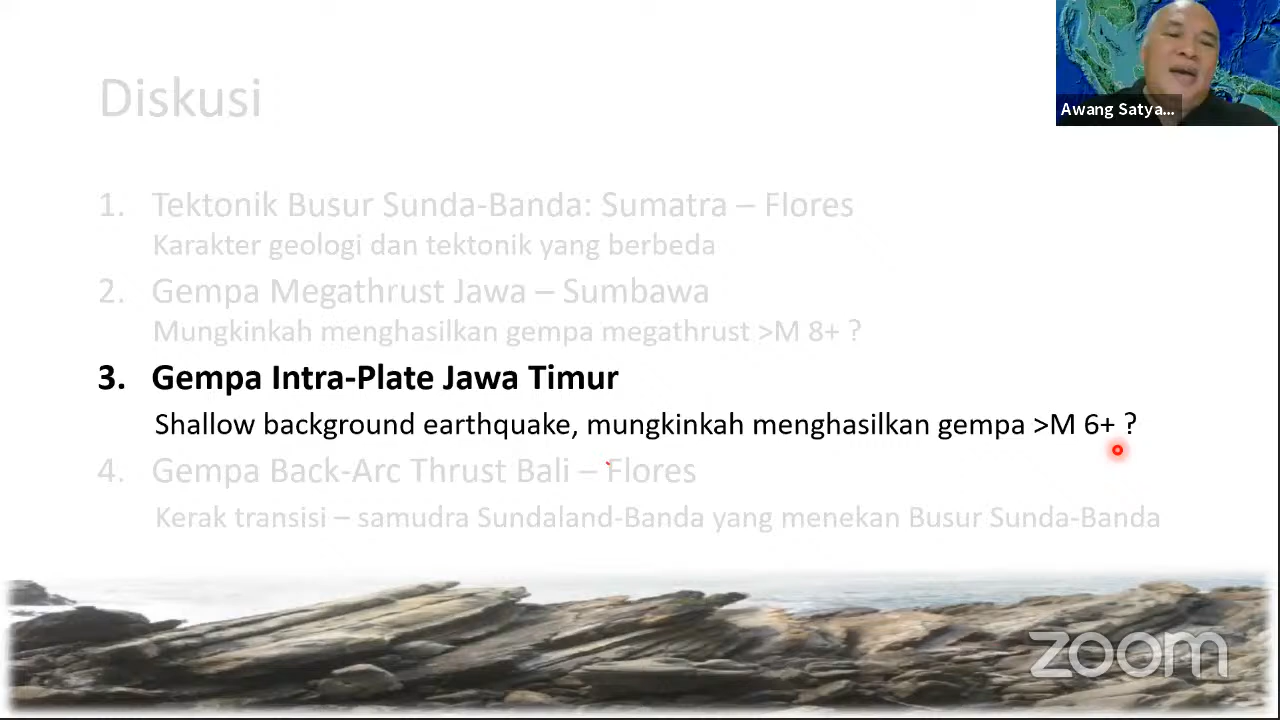 Diskusi
Awang Satya...
1. Tektonik Busur Sunda-Banda: Sumatra – Flores
Karakter geologi dan tektonik yang berbeda
2. Gempa Megathrust Jawa – Sumbawa
Mungkinkah menghasilkan gempa megathrust >M 8+ ?
3. Gempa Intra-Plate Jawa Timur
Shallow background earthquake, mungkinkah menghasilkan gempa >M 6+ ?
4. Gempa Back-Arc Thrust Bali – Flores
Kerak transisi – samudra Sundaland-Banda yang menekan Busur Sunda-Banda
zoom